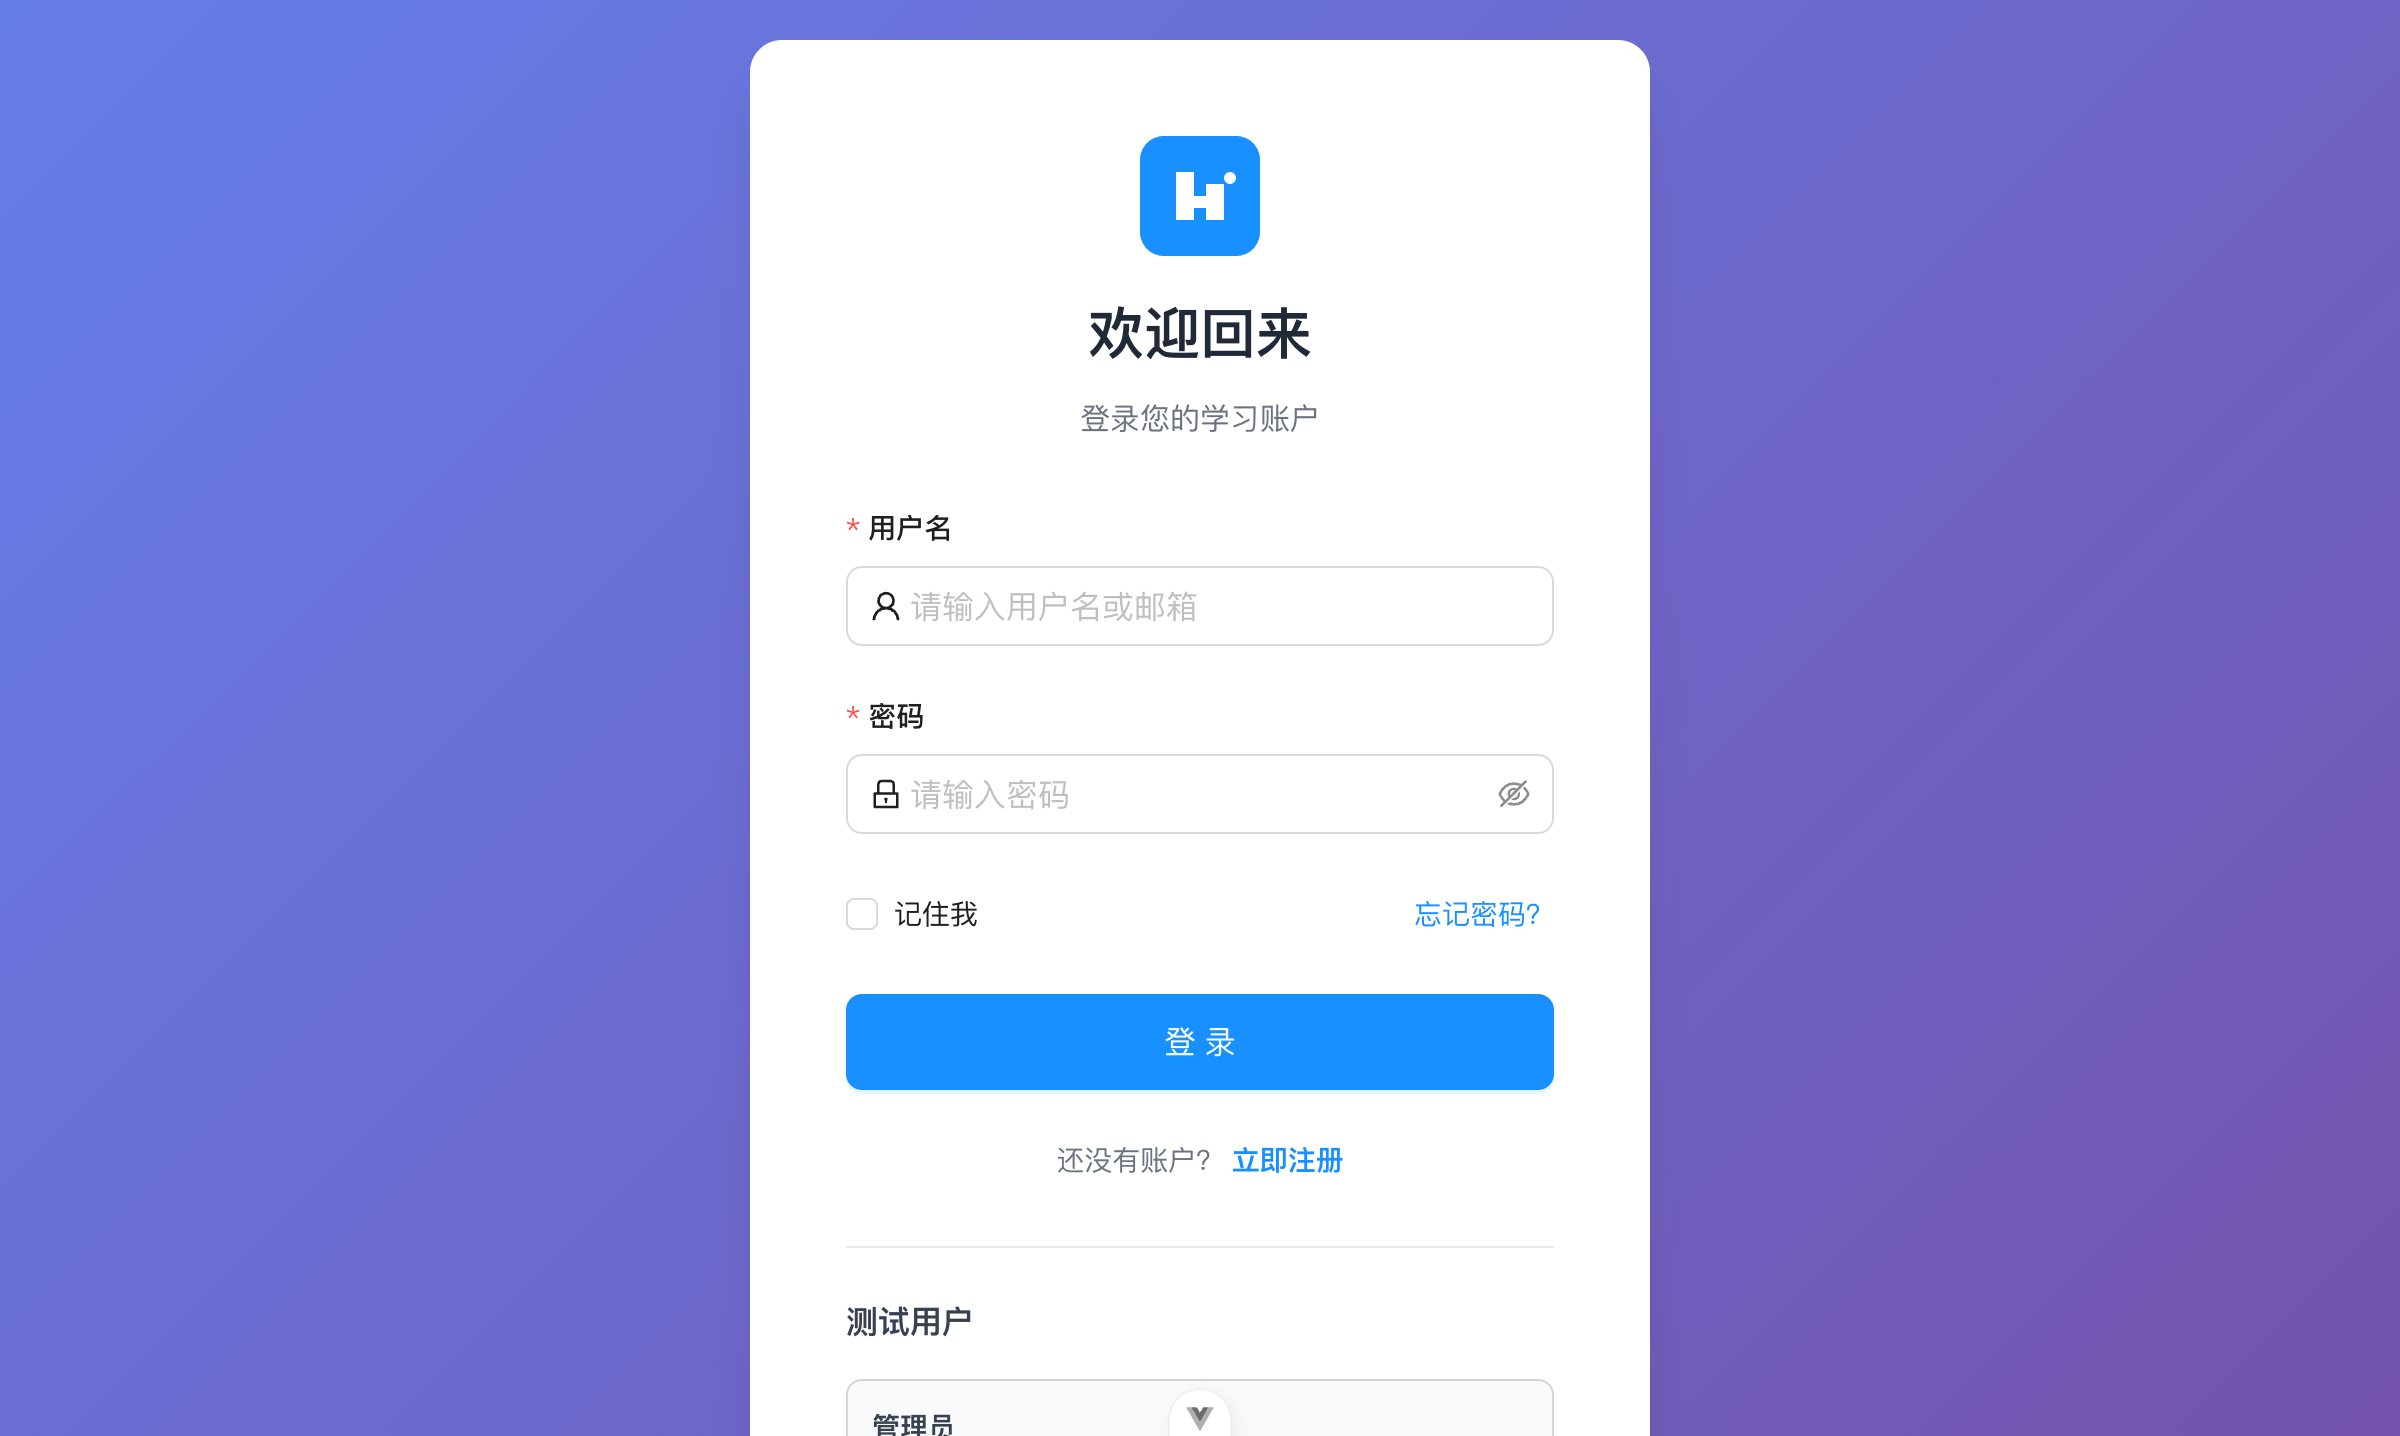 H
欢迎回来
登录您的学习账户
* 用户名
请输入用户名或邮箱
* 密码
请输入密码
记住我 忘记密码?
登 录
还没有账户? 立即注册
测试用户
管理员